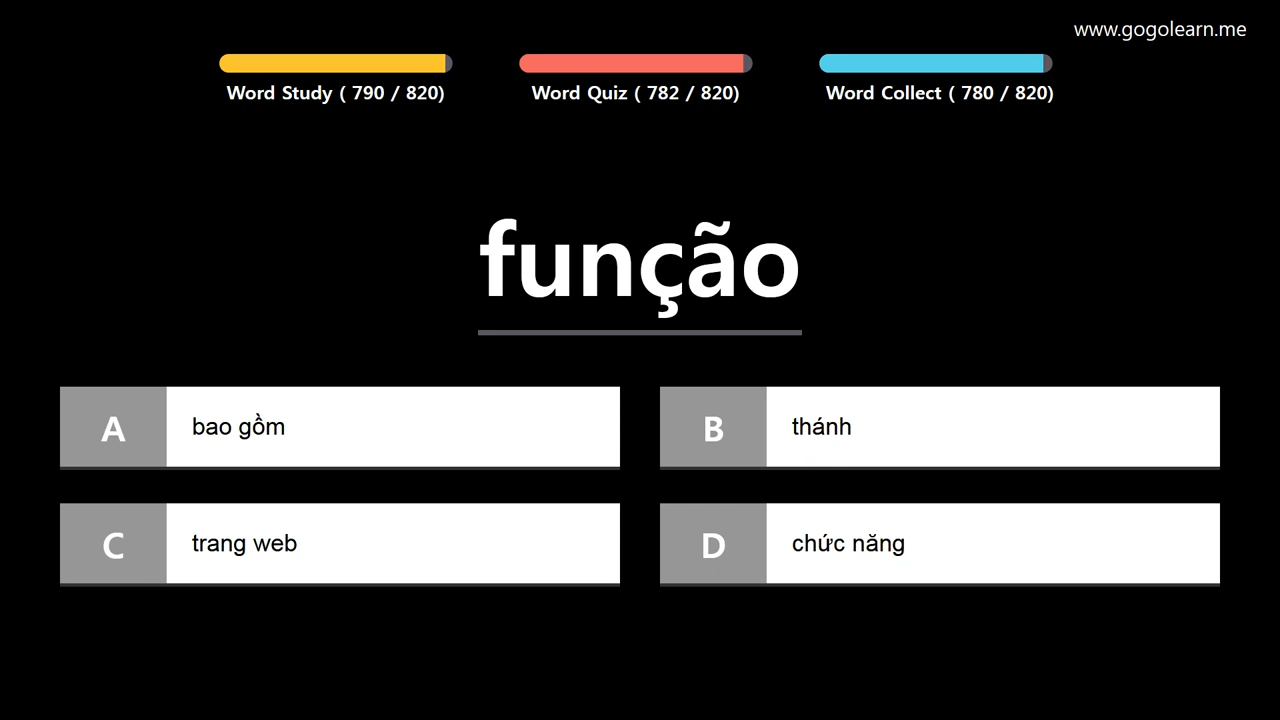 www.gogolearn.me
Word Study ( 790 / 820)
Word Quiz ( 782 / 820)
Word Collect ( 780 / 820)
função
A bao gồm
B thánh
C trang web
D chức năng